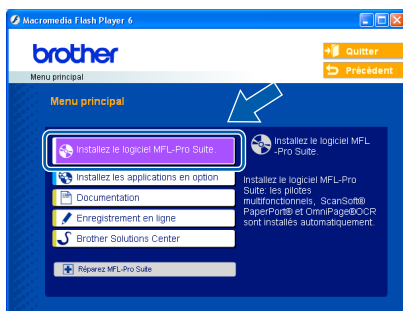 Macromedia Flash Player 6
brother
Quitter
Menu principal
Précédent
Menu principal
Installez le logiciel MFL-Pro Suite.
Installez les applications en option
Documentation
Enregistrement en ligne
Brother Solutions Center
Réparez MFL-Pro Suite
Installez le logiciel MFL
-Pro Suite.
Installez le logiciel MFL-Pro
Suite: les pilotes
multifonctionnels, ScanSoft®
PaperPort® et OmniPage®OCR
sont installés automatiquement.